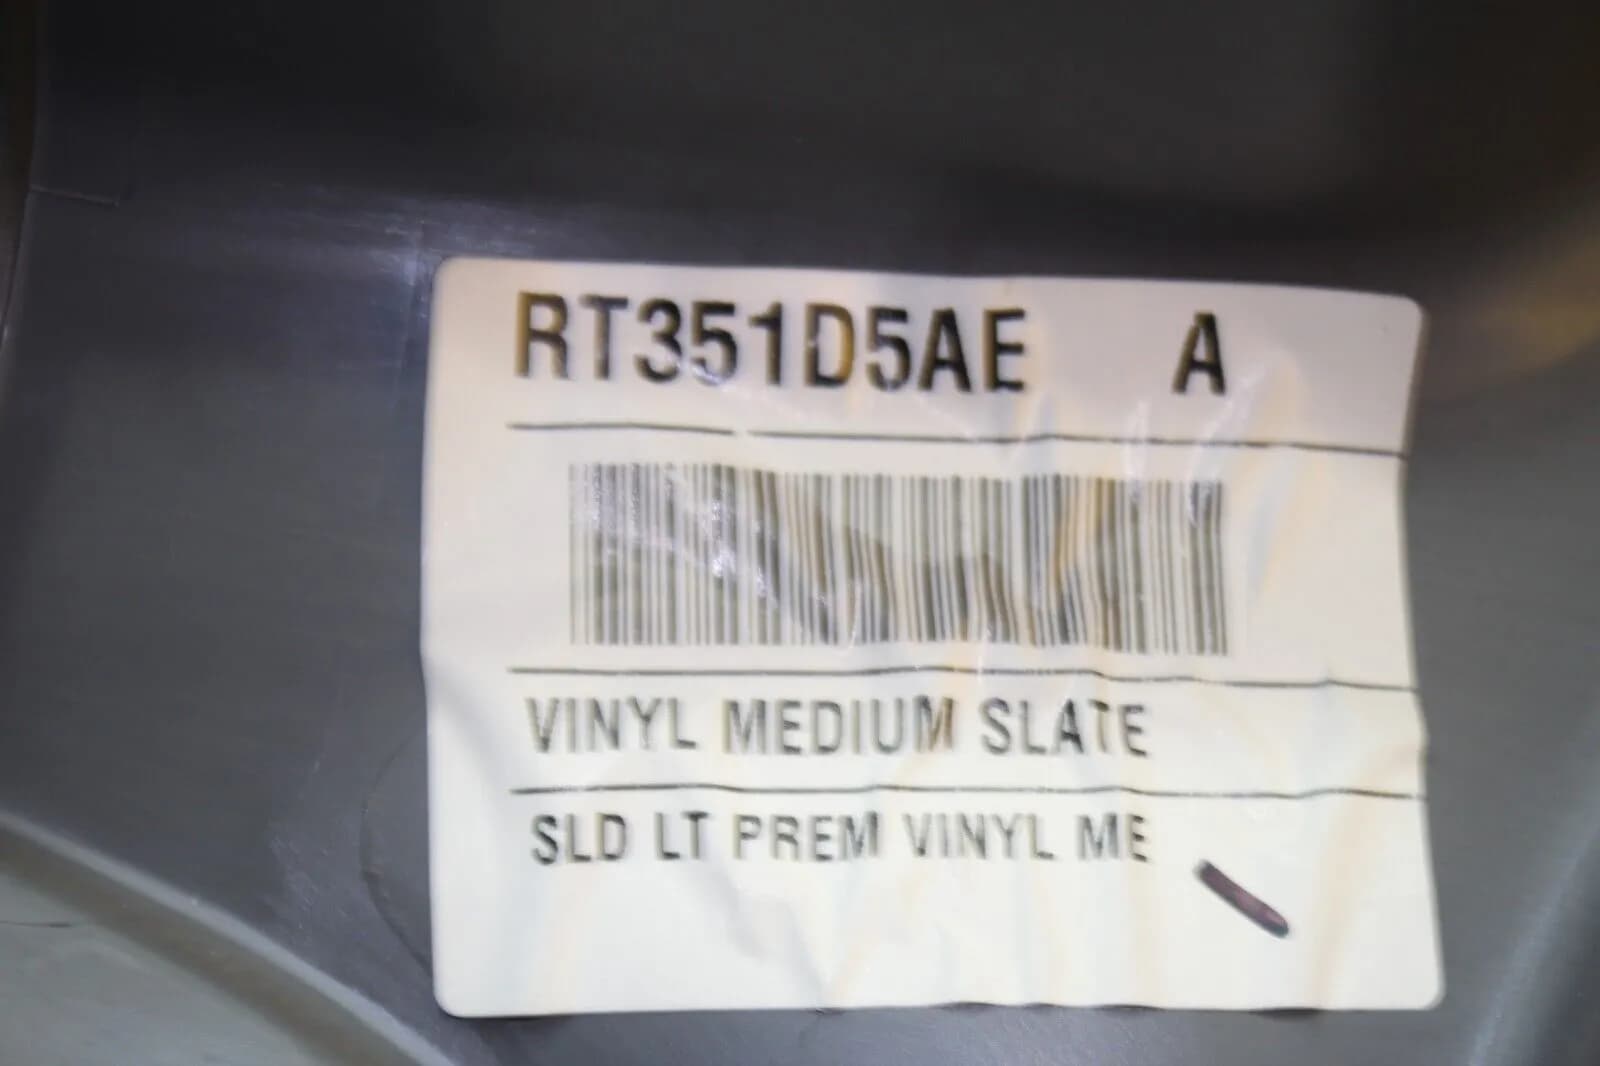 RT351D5AE A
VINYL MEDIUM SLATE
SLD LT PREM VINYL ME